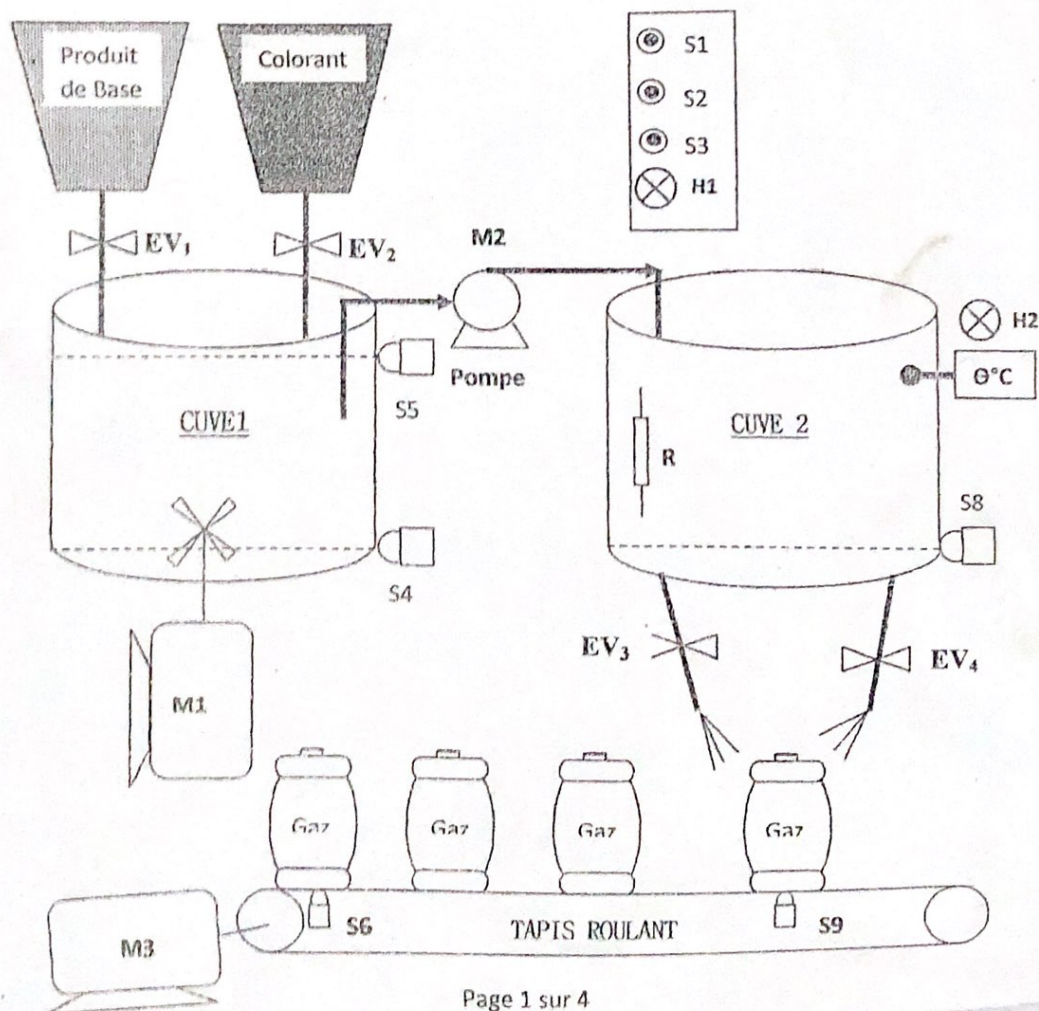 Produit
de Base
Colorant
S1
S2
S3
H1
EV₁
EV₂
M2
Pompe
S5
CUVE1
S4
H2
Θ°C
CUVE 2
R
S8
EV₃
EV₄
M1
Gaz
Gaz
Gaz
Gaz
M3
S6
TAPIS ROULANT
S9
Page 1 sur 4